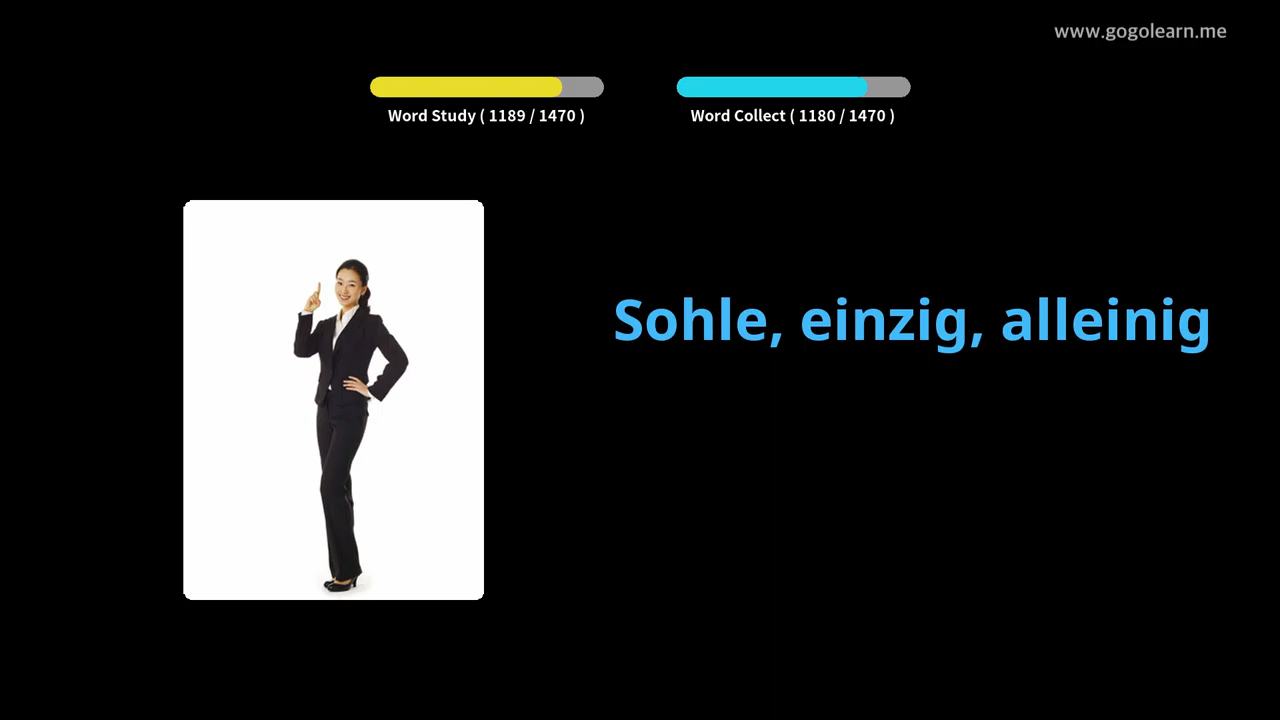 www.gogolearn.me
Word Study ( 1189 / 1470 )
Word Collect ( 1180 / 1470 )
Sohle, einzig, alleinig